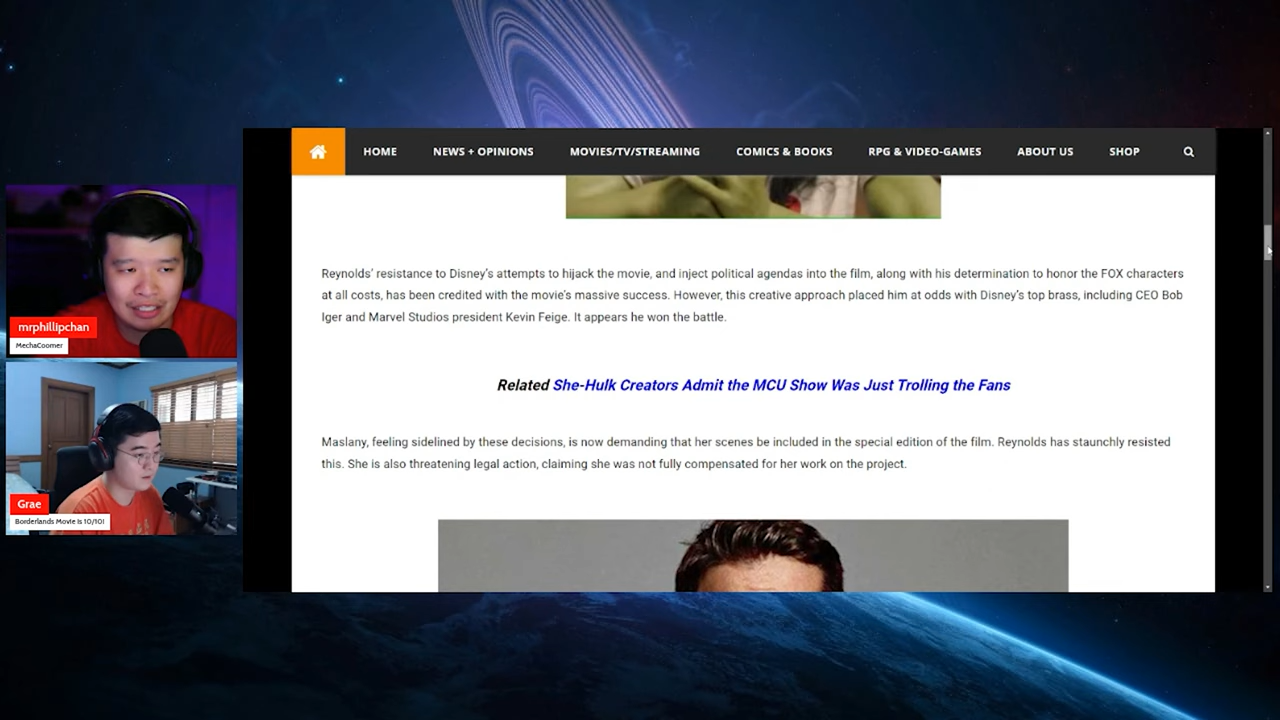 HOME NEWS + OPINIONS MOVIES/TV/STREAMING COMICS & BOOKS RPG & VIDEO-GAMES ABOUT US SHOP
Reynolds' resistance to Disney's attempts to hijack the movie, and inject political agendas into the film, along with his determination to honor the FOX characters
at all costs, has been credited with the movie's massive success. However, this creative approach placed him at odds with Disney's top brass, including CEO Bob
Iger and Marvel Studios president Kevin Feige. It appears he won the battle.
Related She-Hulk Creators Admit the MCU Show Was Just Trolling the Fans
Maslany, feeling sidelined by these decisions, is now demanding that her scenes be included in the special edition of the film. Reynolds has staunchly resisted
this. She is also threatening legal action, claiming she was not fully compensated for her work on the project.
mrphillipchan
MechaCoomer
Grae
Borderlands Movie Is 10/10!